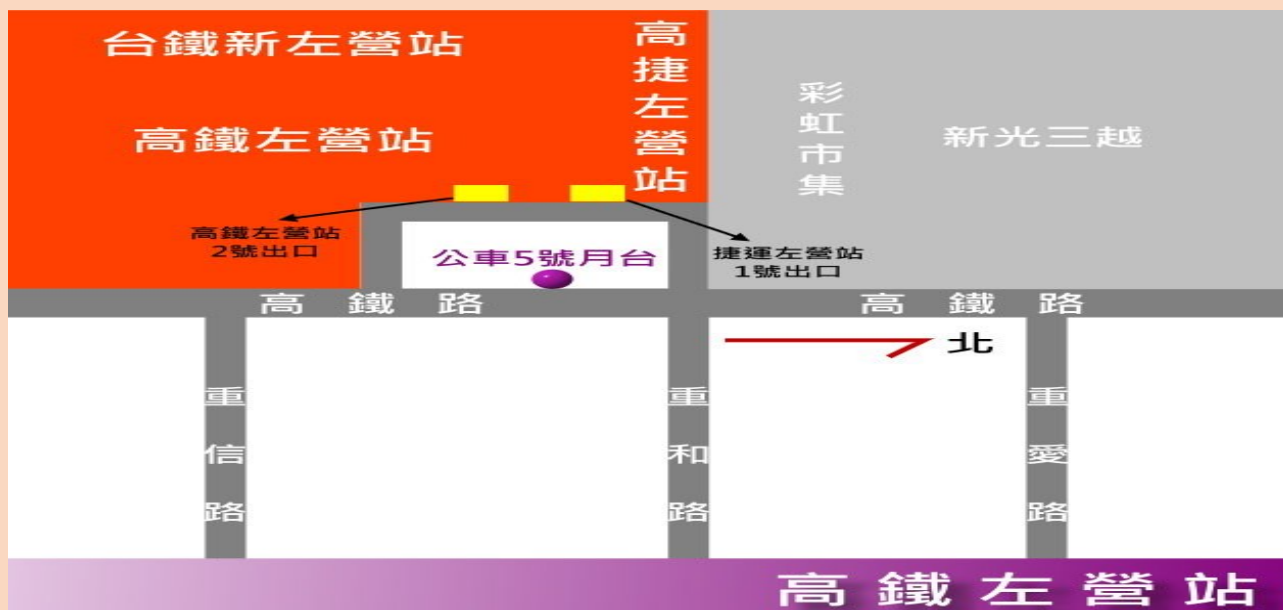 台鐵新左營站
高鐵左營站
高捷左營站
彩虹市集
新光三越
高鐵左營站
2號出口
公車5號月台
捷運左營站
1號出口
高鐵路
高鐵路
北
重信路
重和路
重愛路
高鐵左營站